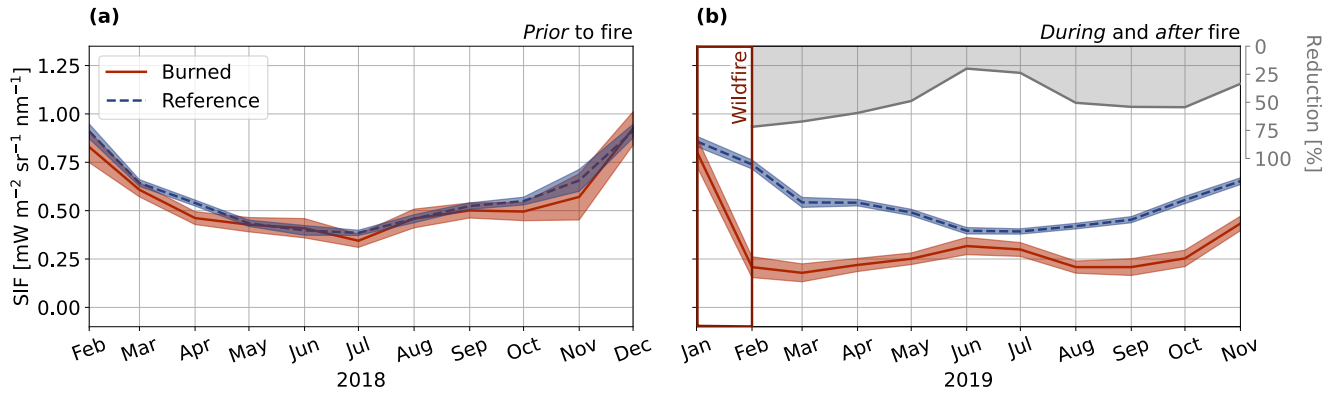 (a)
Prior to fire
SIF [mW m⁻² sr⁻¹ nm⁻¹]
1.25
1.00
0.75
0.50
0.25
0.00
Burned
Reference
Feb
Mar
Apr
May
Jun
Jul
Aug
Sep
Oct
Nov
Dec
2018
(b)
During and after fire
Wildfire
0
25
50
75
100
Reduction [%]
Jan
Feb
Mar
Apr
May
Jun
Jul
Aug
Sep
Oct
Nov
2019